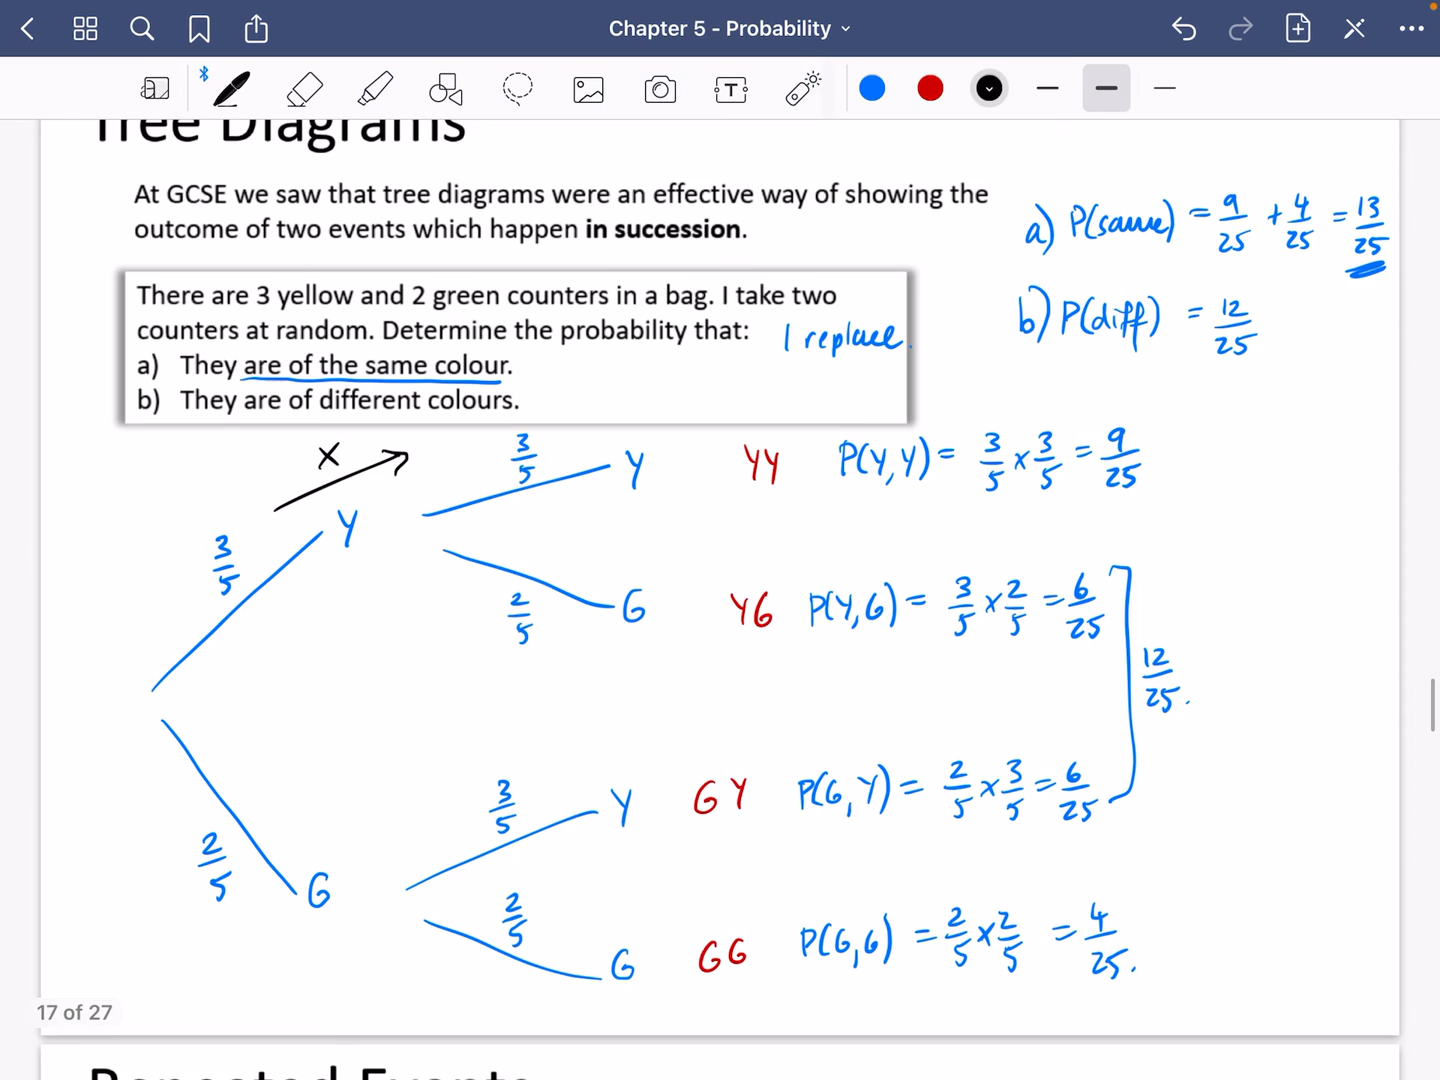 Chapter 5 - Probability
Tree Diagrams
At GCSE we saw that tree diagrams were an effective way of showing the
outcome of two events which happen in succession.
a) P(same) = 9/25 + 4/25 = 13/25
There are 3 yellow and 2 green counters in a bag. I take two
counters at random. Determine the probability that:
I replace.
a) They are of the same colour.
b) They are of different colours.
b) P(diff) = 12/25
x
3/5 Y YY P(Y,Y) = 3/5 x 3/5 = 9/25
3/5 Y
2/5 G YG P(Y,G) = 3/5 x 2/5 = 6/25
12/25.
3/5 Y GY P(G,Y) = 2/5 x 3/5 = 6/25
2/5 G
2/5 G GG P(G,G) = 2/5 x 2/5 = 4/25.
17 of 27
Repeated Events